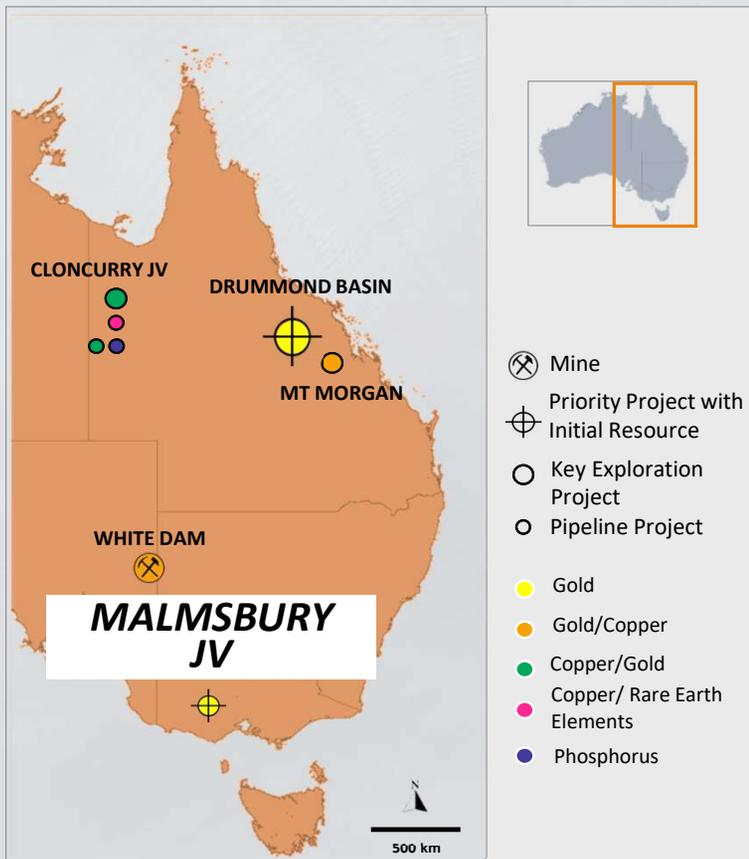 CLONCURRY JV
DRUMMOND BASIN
MT MORGAN
WHITE DAM
MALMSBURY
JV
N
500 km
Mine
Priority Project with
Initial Resource
Key Exploration
Project
Pipeline Project
Gold
Gold/Copper
Copper/Gold
Copper/ Rare Earth
Elements
Phosphorus